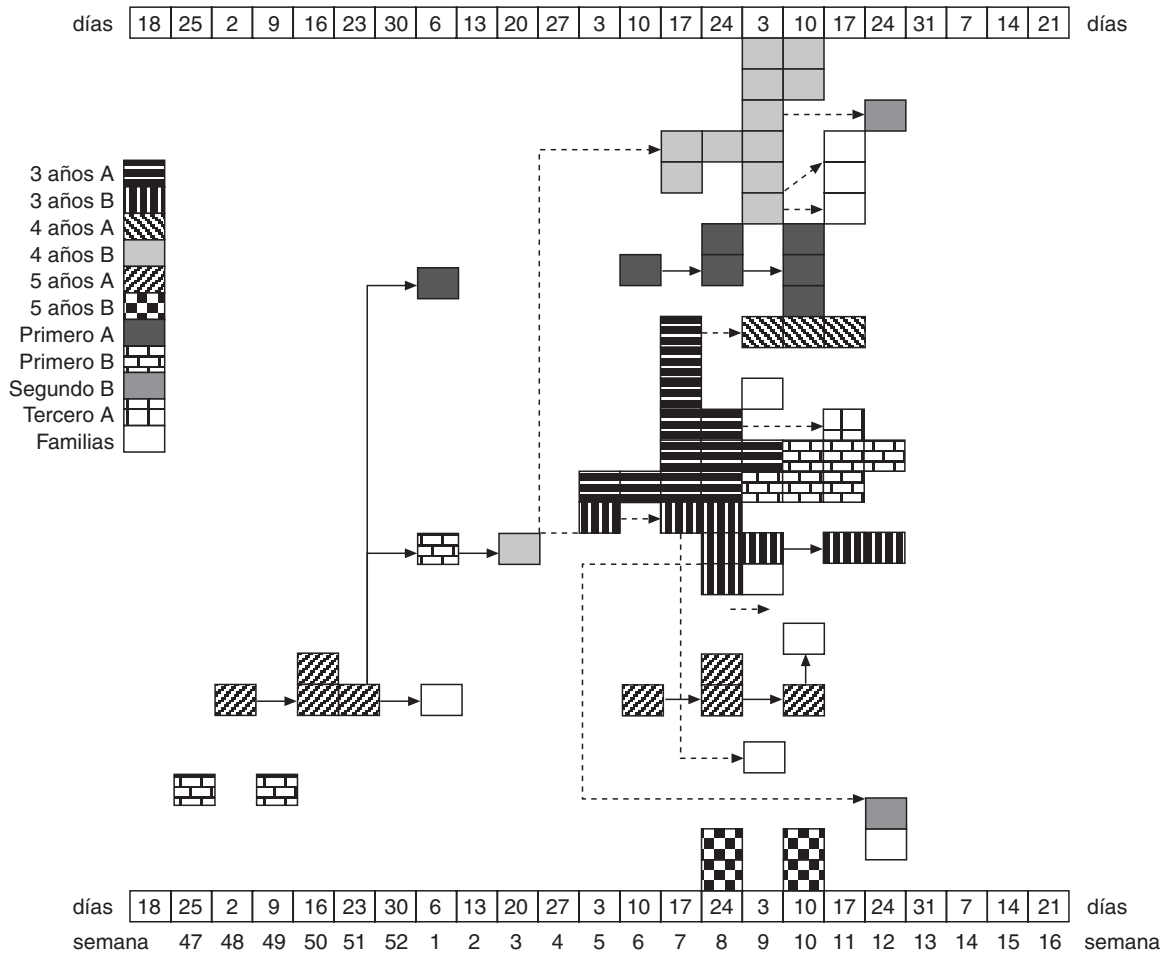 días 18 25 2 9 16 23 30 6 13 20 27 3 10 17 24 3 10 17 24 31 7 14 21 días
3 años A
3 años B
4 años A
4 años B
5 años A
5 años B
Primero A
Primero B
Segundo B
Tercero A
Familias
días 18 25 2 9 16 23 30 6 13 20 27 3 10 17 24 3 10 17 24 31 7 14 21 días
semana 47 48 49 50 51 52 1 2 3 4 5 6 7 8 9 10 11 12 13 14 15 16 semana